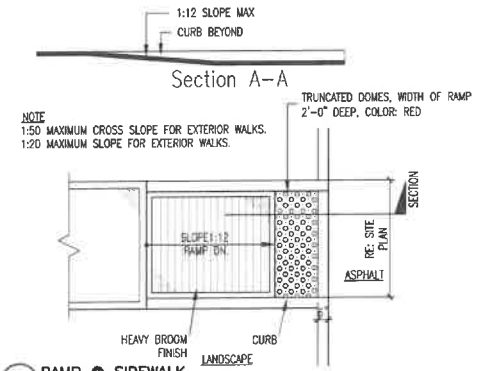 1:12 SLOPE MAX
CURB BEYOND
Section A-A
TRUNCATED DOMES, WIDTH OF RAMP
2'-0" DEEP, COLOR: RED
NOTE
1:50 MAXIMUM CROSS SLOPE FOR EXTERIOR WALKS.
1:20 MAXIMUM SLOPE FOR EXTERIOR WALKS.
SECTION
SLOPE1:12
RAMP DN.
RE: SITE
PLAN
ASPHALT
HEAVY BROOM
FINISH
CURB
LANDSCAPE
RAMP @ SIDEWALK